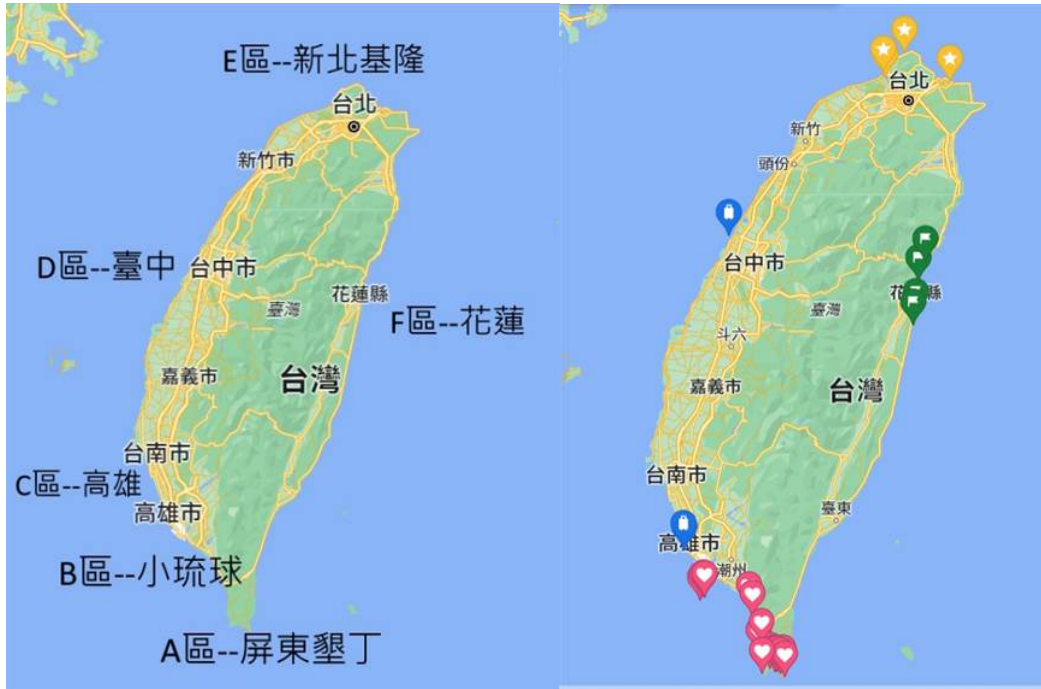 E區--新北基隆
台北
新竹市
D區--臺中
台中市
花蓮縣
臺灣
F區--花蓮
嘉義市
台灣
台南市
C區--高雄
高雄市
B區--小琉球
A區--屏東墾丁
台北
新竹
頭份
台中市
花 縣
臺灣
斗六
嘉義市
台灣
台南市
臺東
高雄市
潮州